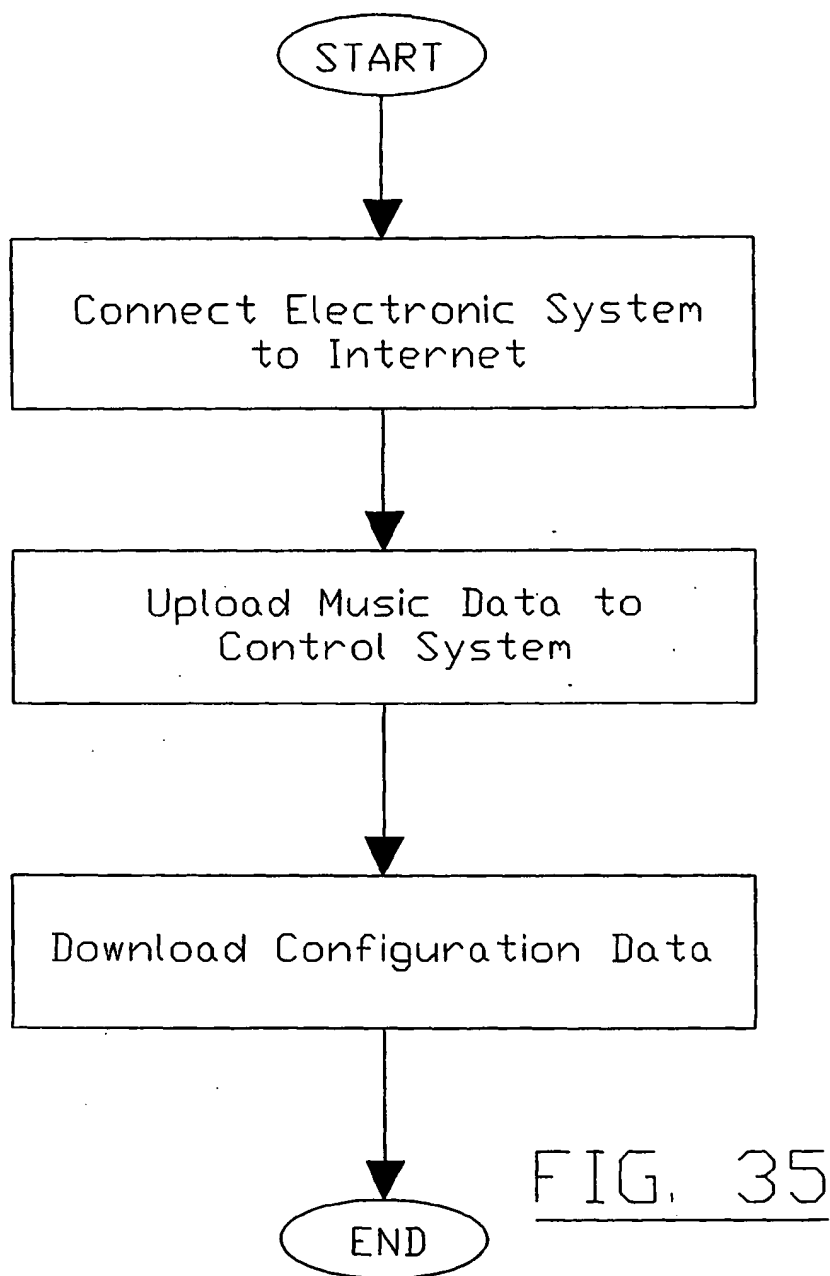 START
Connect Electronic System
to Internet
Upload Music Data to
Control System
Download Configuration Data
END
FIG. 35